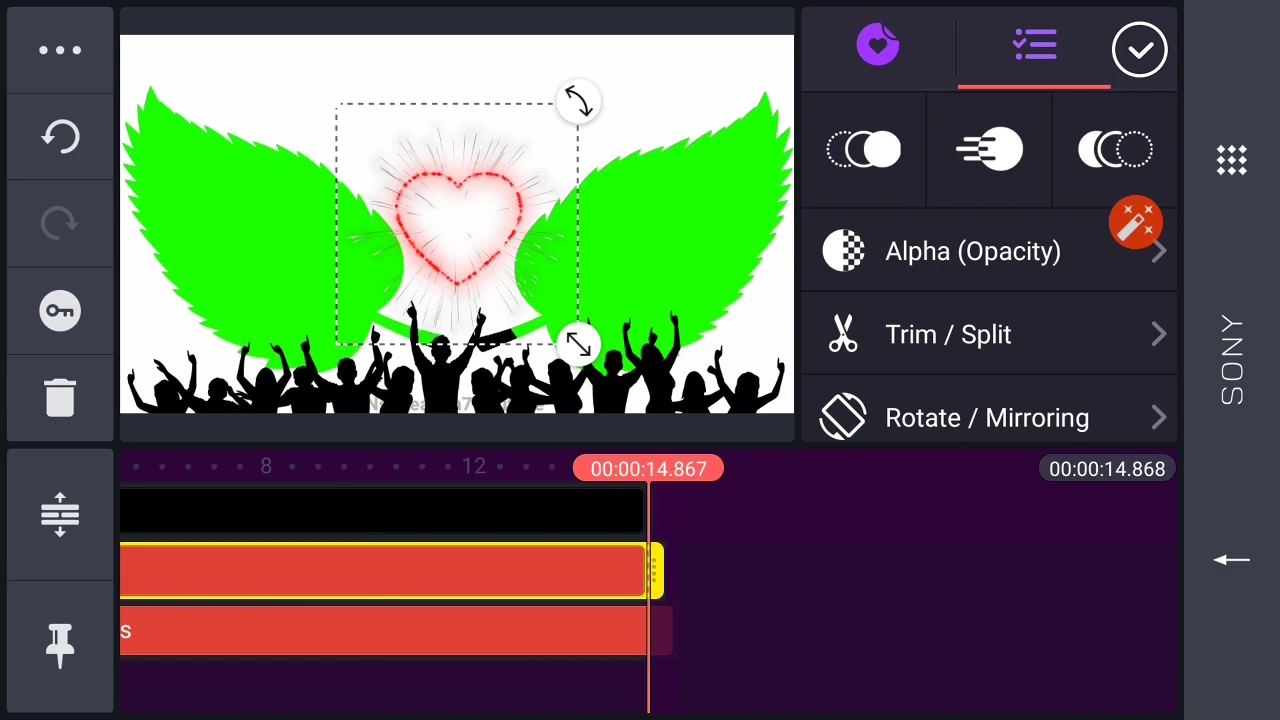 Alpha (Opacity)
Trim / Split
Rotate / Mirroring
SONY
8
12
00:00:14.867
00:00:14.868
s